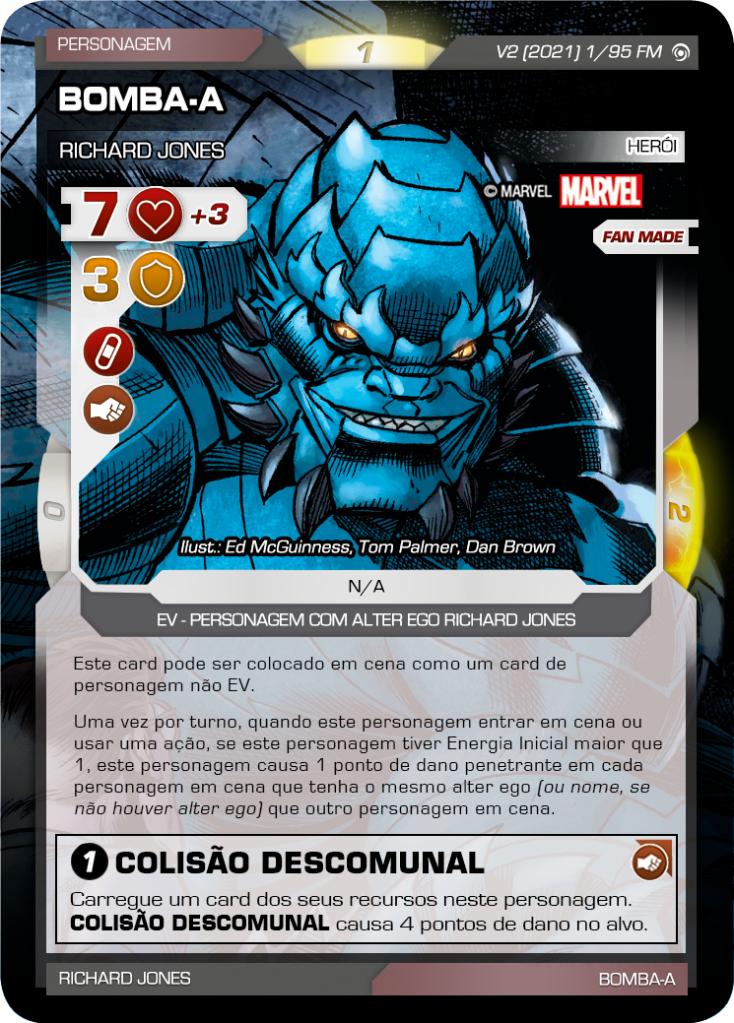 PERSONAGEM
1
V2 (2021) 1/95 FM
BOMBA-A
RICHARD JONES
HERÓI
7 +3
© MARVEL MARVEL
FAN MADE
3
0
2
Ilust.: Ed McGuinness, Tom Palmer, Dan Brown
N/A
EV - PERSONAGEM COM ALTER EGO RICHARD JONES
Este card pode ser colocado em cena como um card de
personagem não EV.
Uma vez por turno, quando este personagem entrar em cena ou
usar uma ação, se este personagem tiver Energia Inicial maior que
1, este personagem causa 1 ponto de dano penetrante em cada
personagem em cena que tenha o mesmo alter ego (ou nome, se
não houver alter ego) que outro personagem em cena.
1 COLISÃO DESCOMUNAL
Carregue um card dos seus recursos neste personagem.
COLISÃO DESCOMUNAL causa 4 pontos de dano no alvo.
RICHARD JONES
BOMBA-A